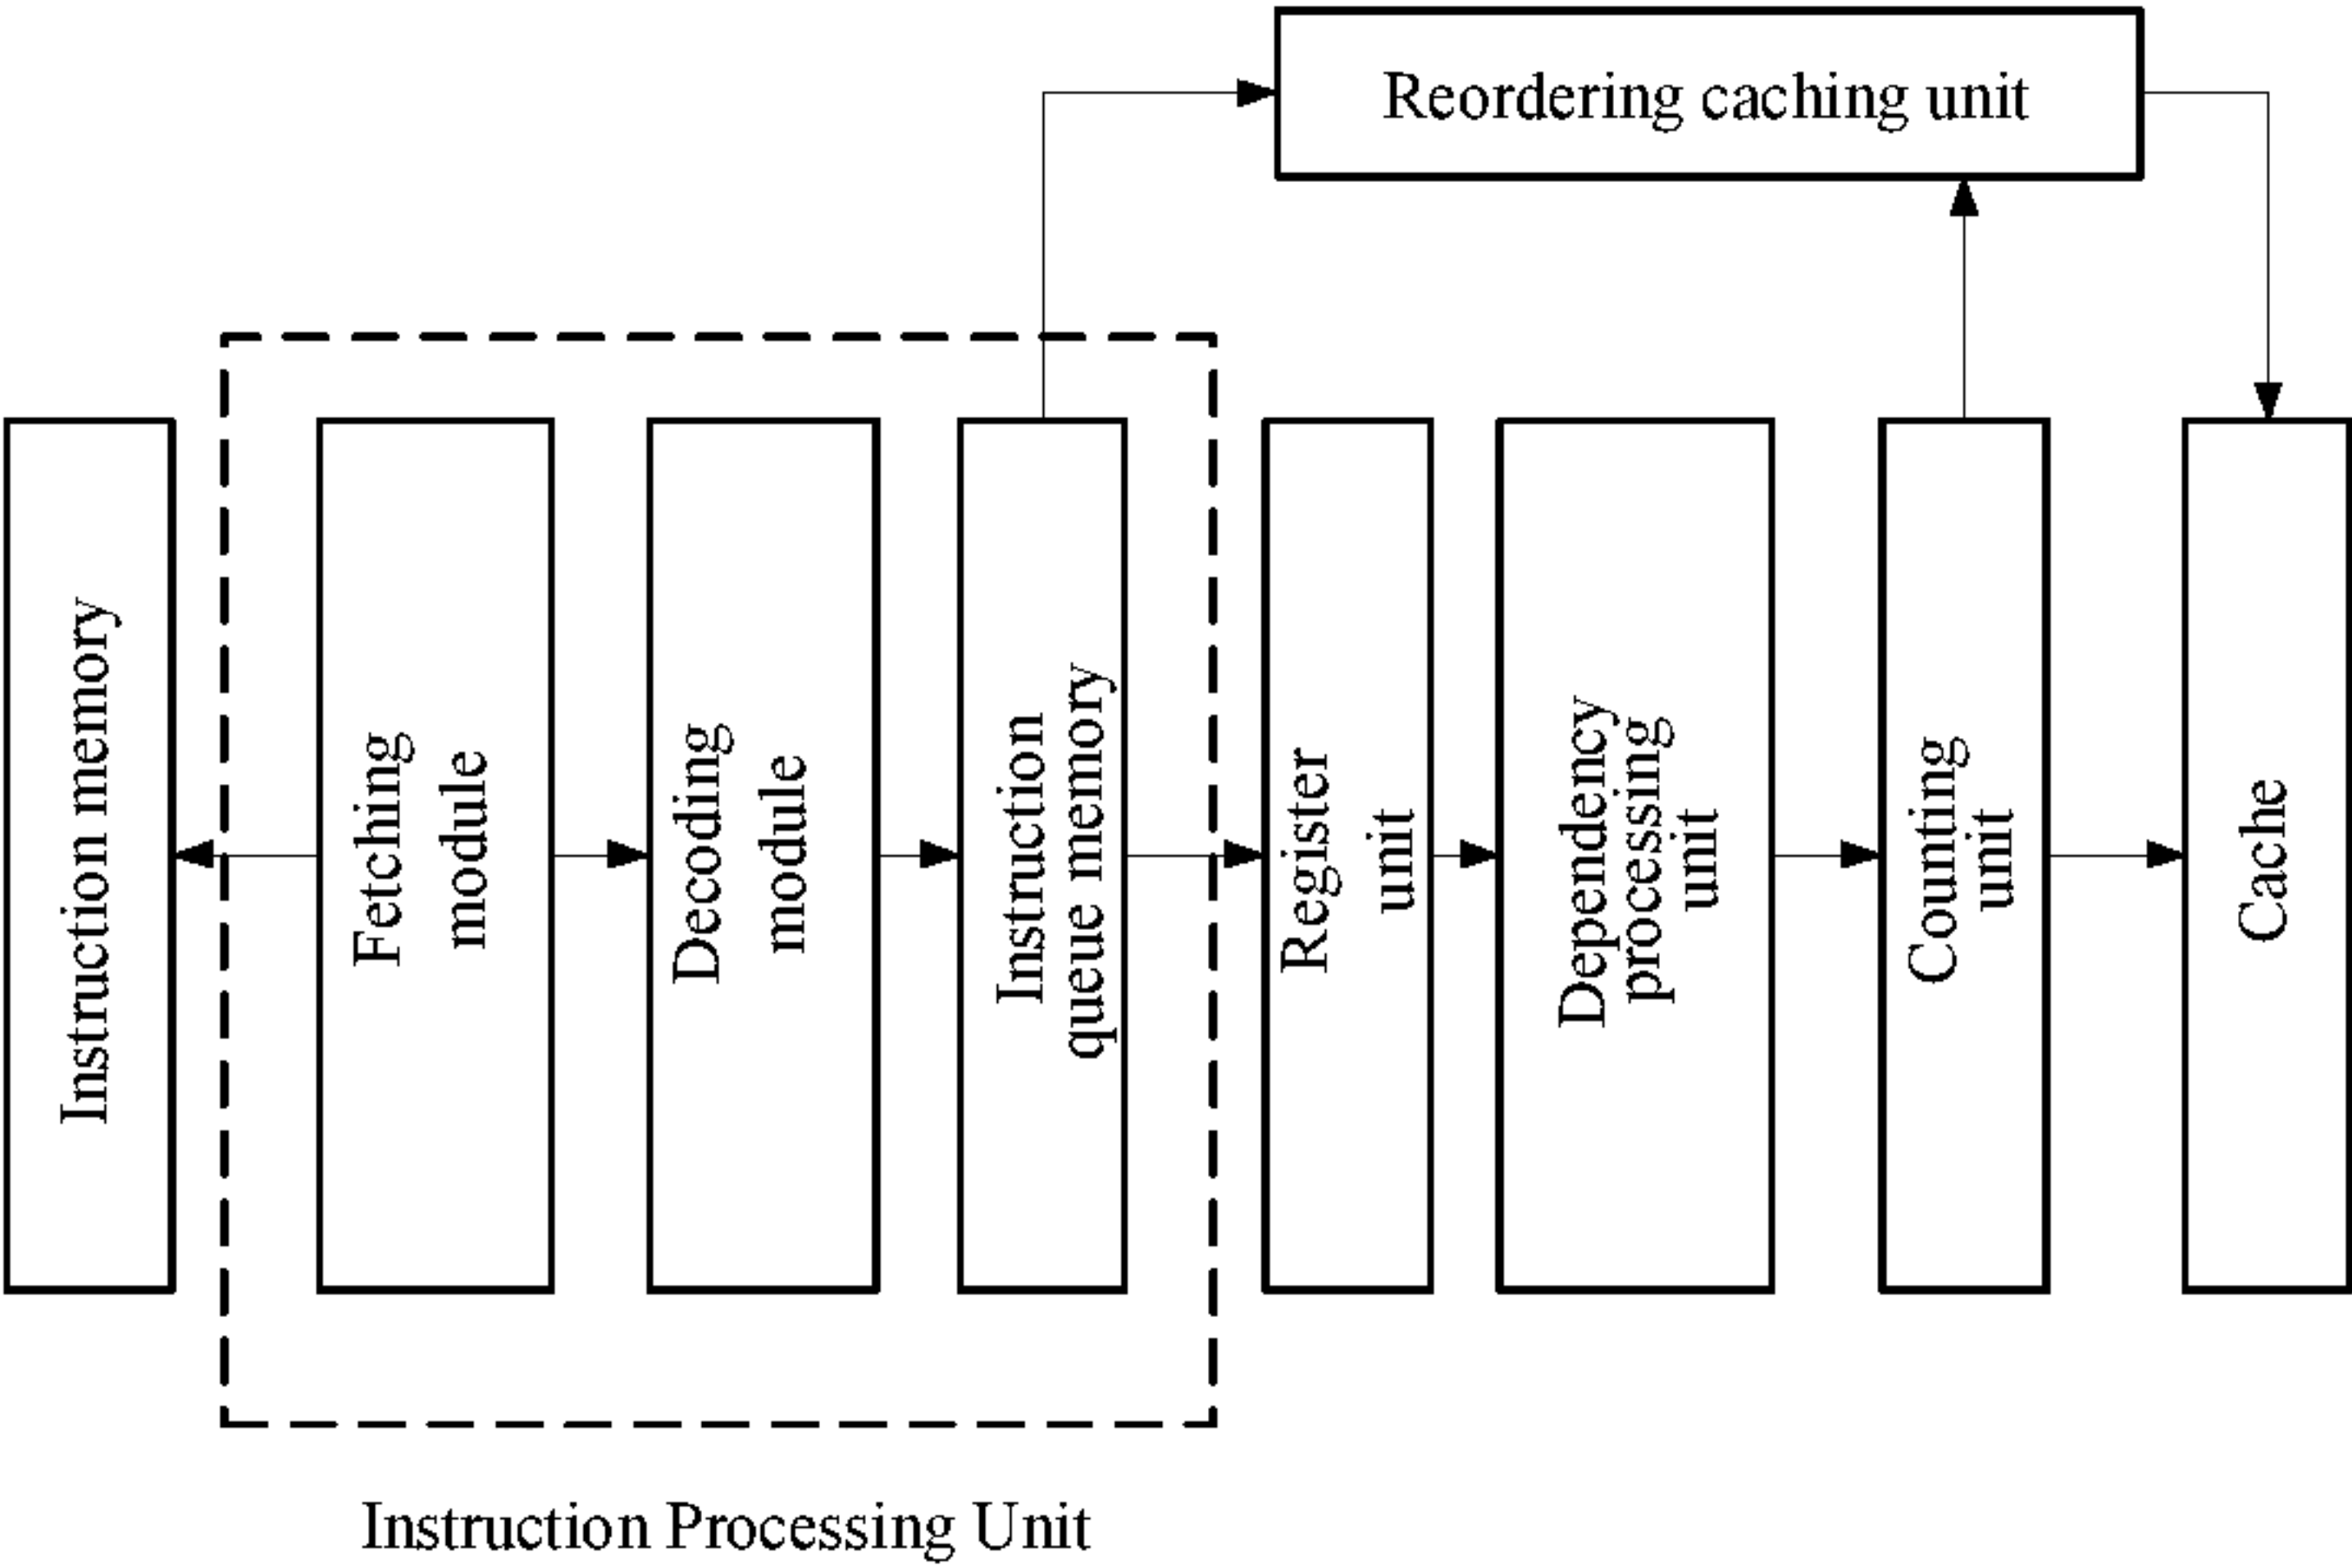 Reordering caching unit
Instruction memory
Fetching
module
Decoding
module
Instruction
queue memory
Register
unit
Dependency
processing
unit
Counting
unit
Cache
Instruction Processing Unit